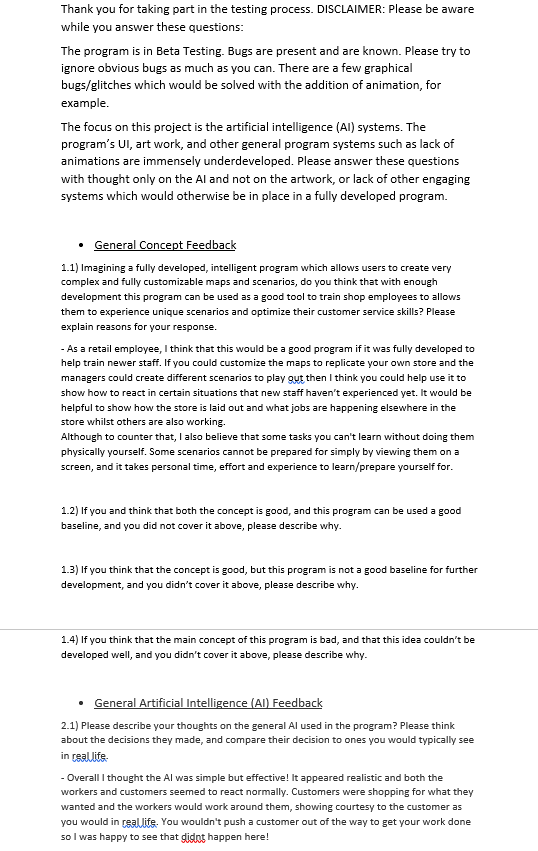 Thank you for taking part in the testing process. DISCLAIMER: Please be aware
while you answer these questions:
The program is in Beta Testing. Bugs are present and are known. Please try to
ignore obvious bugs as much as you can. There are a few graphical
bugs/glitches which would be solved with the addition of animation, for
example.
The focus on this project is the artificial intelligence (AI) systems. The
program's UI, art work, and other general program systems such as lack of
animations are immensely underdeveloped. Please answer these questions
with thought only on the AI and not on the artwork, or lack of other engaging
systems which would otherwise be in place in a fully developed program.
• General Concept Feedback
1.1) Imagining a fully developed, intelligent program which allows users to create very
complex and fully customizable maps and scenarios, do you think that with enough
development this program can be used as a good tool to train shop employees to allows
them to experience unique scenarios and optimize their customer service skills? Please
explain reasons for your response.
- As a retail employee, I think that this would be a good program if it was fully developed to
help train newer staff. If you could customize the maps to replicate your own store and the
managers could create different scenarios to play out then I think you could help use it to
show how to react in certain situations that new staff haven't experienced yet. It would be
helpful to show how the store is laid out and what jobs are happening elsewhere in the
store whilst others are also working.
Although to counter that, I also believe that some tasks you can't learn without doing them
physically yourself. Some scenarios cannot be prepared for simply by viewing them on a
screen, and it takes personal time, effort and experience to learn/prepare yourself for.
1.2) If you and think that both the concept is good, and this program can be used a good
baseline, and you did not cover it above, please describe why.
1.3) If you think that the concept is good, but this program is not a good baseline for further
development, and you didn't cover it above, please describe why.
1.4) If you think that the main concept of this program is bad, and that this idea couldn't be
developed well, and you didn't cover it above, please describe why.
• General Artificial Intelligence (AI) Feedback
2.1) Please describe your thoughts on the general AI used in the program? Please think
about the decisions they made, and compare their decision to ones you would typically see
in real life.
- Overall I thought the AI was simple but effective! It appeared realistic and both the
workers and customers seemed to react normally. Customers were shopping for what they
wanted and the workers would work around them, showing courtesy to the customer as
you would in real life. You wouldn't push a customer out of the way to get your work done
so I was happy to see that didnt happen here!